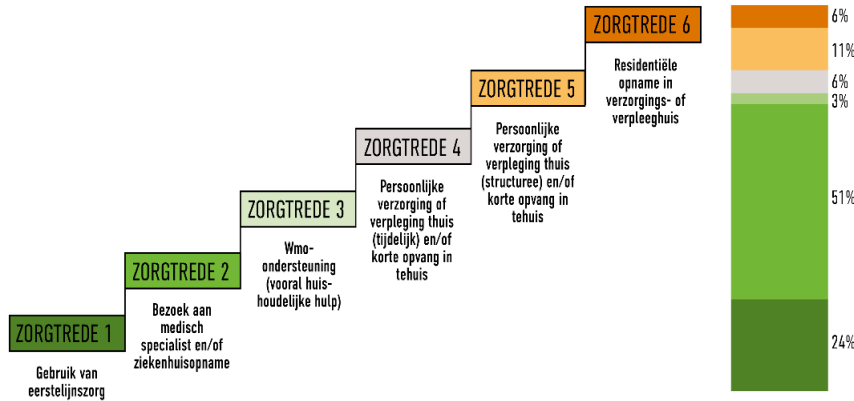 ZORGTREDE 1
Gebruik van
eerstelijnszorg
ZORGTREDE 2
Bezoek aan
medisch
specialist en/of
ziekenhuisopname
ZORGTREDE 3
Wmo-
ondersteuning
(vooral huis-
houdelijke hulp)
ZORGTREDE 4
Persoonlijke
verzorging of
verpleging thuis
(tijdelijk) en/of
korte opvang in
tehuis
ZORGTREDE 5
Persoonlijke
verzorging of
verpleging thuis
(structuree) en/of
korte opvang in
tehuis
ZORGTREDE 6
Residentiële
opname in
verzorgings- of
verpleeghuis
6%
11%
6%
3%
51%
24%